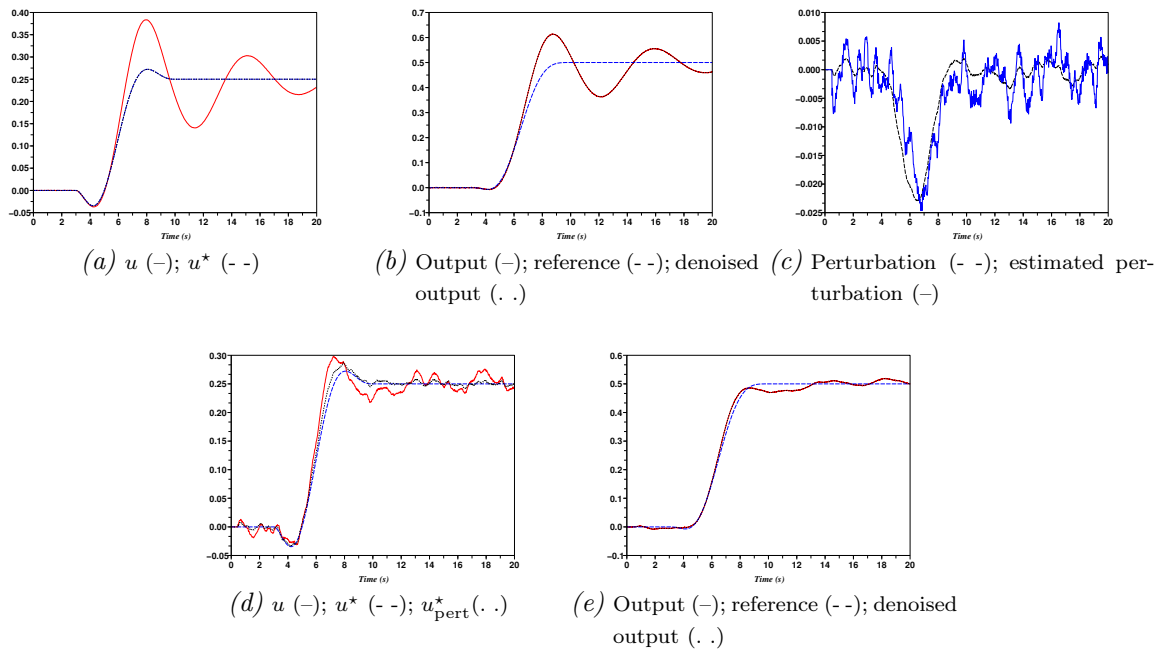 0.40
0.35
0.30
0.25
0.20
0.15
0.10
0.05
0.00
−0.05
0 2 4 6 8 10 12 14 16 18 20
Time (s)
(a) u (–); u⋆ (- -)
0.7
0.6
0.5
0.4
0.3
0.2
0.1
0.0
−0.1
0 2 4 6 8 10 12 14 16 18 20
Time (s)
(b) Output (–); reference (- -); denoised
output (. .)
0.010
0.005
0.000
−0.005
−0.010
−0.015
−0.020
−0.025
0 2 4 6 8 10 12 14 16 18 20
Time (s)
(c) Perturbation (- -); estimated per-
turbation (–)
0.30
0.25
0.20
0.15
0.10
0.05
0.00
−0.05
0 2 4 6 8 10 12 14 16 18 20
Time (s)
(d) u (–); u⋆ (- -); u⋆pert(. .)
0.6
0.5
0.4
0.3
0.2
0.1
0.0
−0.1
0 2 4 6 8 10 12 14 16 18 20
Time (s)
(e) Output (–); reference (- -); denoised
output (. .)